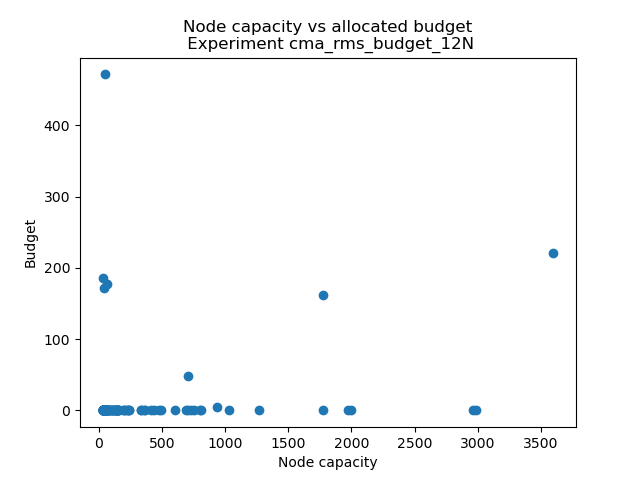 Node capacity vs allocated budget
Experiment cma_rms_budget_12N
Budget
400
300
200
100
0
0 500 1000 1500 2000 2500 3000 3500
Node capacity